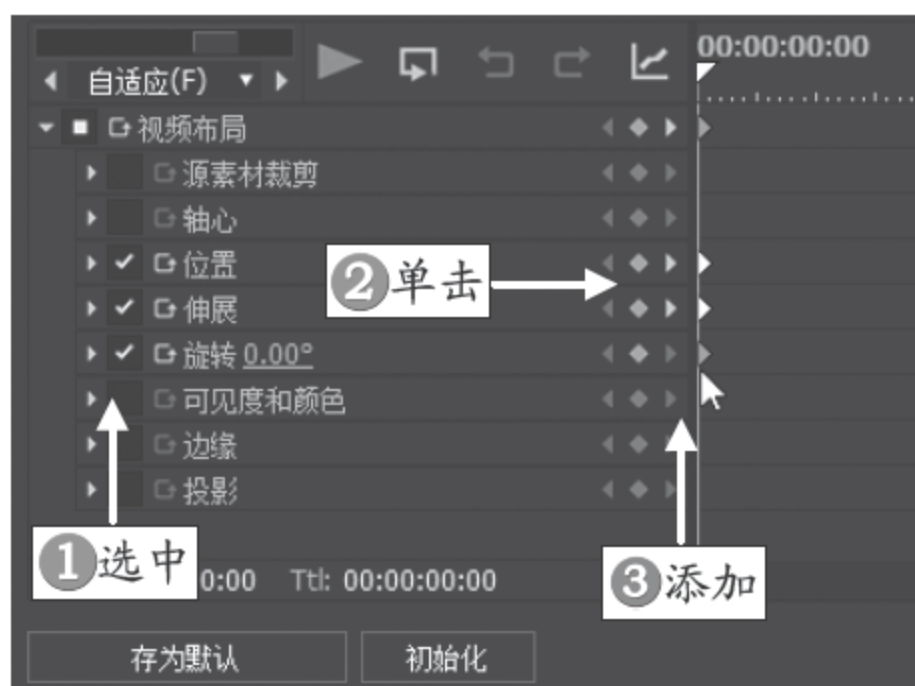 00:00:00:00
自适应(F)
视频布局
源素材裁剪
轴心
位置
②单击
伸展
旋转 0.00°
可见度和颜色
边缘
投影
①选中
0:00 Ttl: 00:00:00:00
③添加
存为默认 初始化